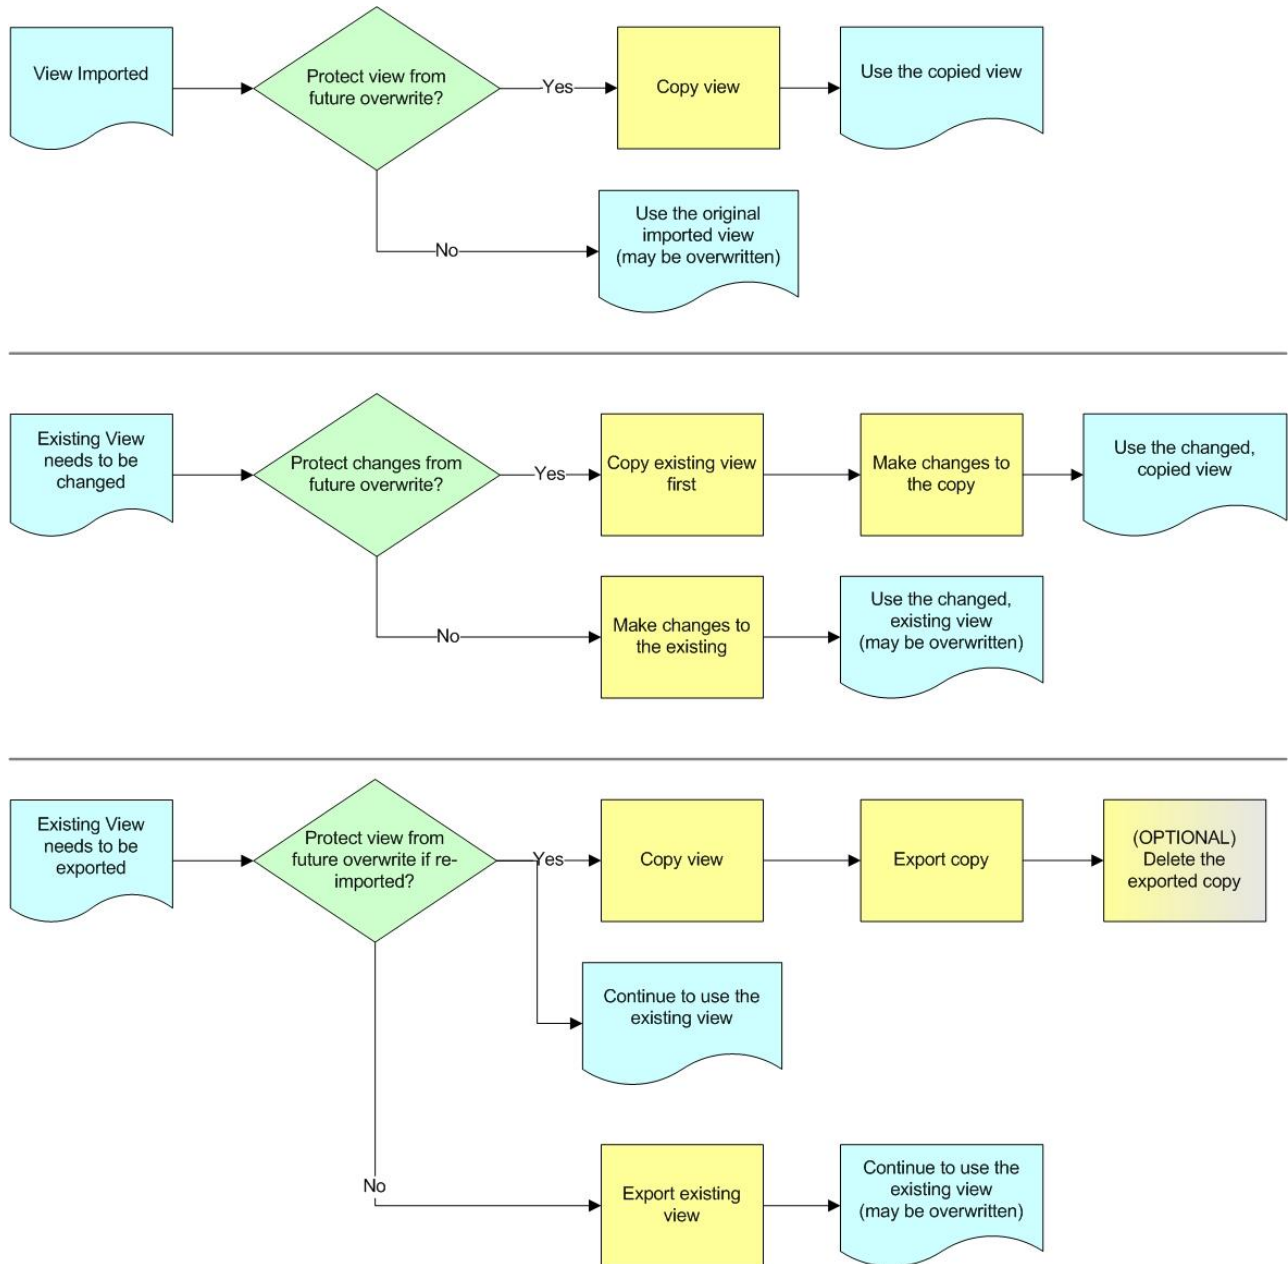 View Imported
Protect view from
future overwrite?
Yes
Copy view
Use the copied view
No
Use the original
imported view
(may be overwritten)
Existing View
needs to be
changed
Protect changes from
future overwrite?
Yes
Copy existing view
first
Make changes to
the copy
Use the changed,
copied view
No
Make changes to
the existing
Use the changed,
existing view
(may be overwritten)
Existing View
needs to be
exported
Protect view from
future overwrite if re-
imported?
Yes
Copy view
Export copy
(OPTIONAL)
Delete the
exported copy
Continue to use the
existing view
No
Export existing
view
Continue to use the
existing view
(may be overwritten)